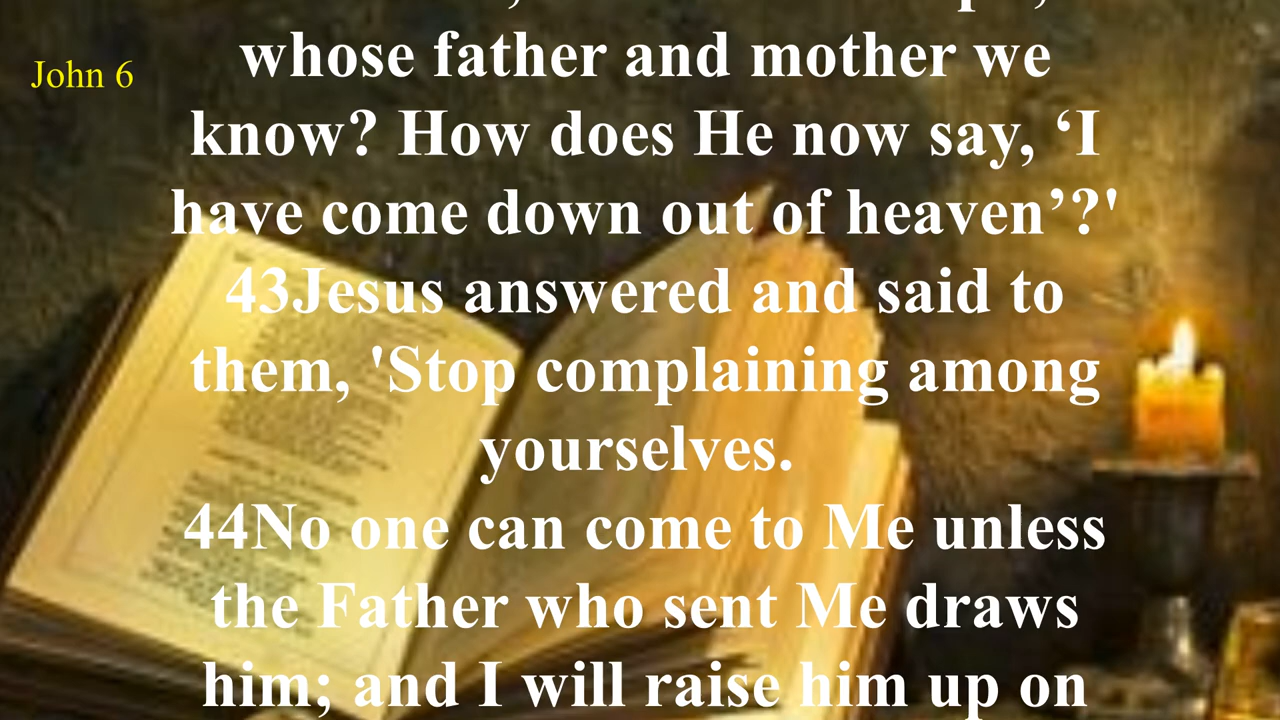 John 6
whose father and mother we
know? How does He now say, ‘I
have come down out of heaven’?'
43Jesus answered and said to
them, 'Stop complaining among
yourselves.
44No one can come to Me unless
the Father who sent Me draws
him; and I will raise him up on